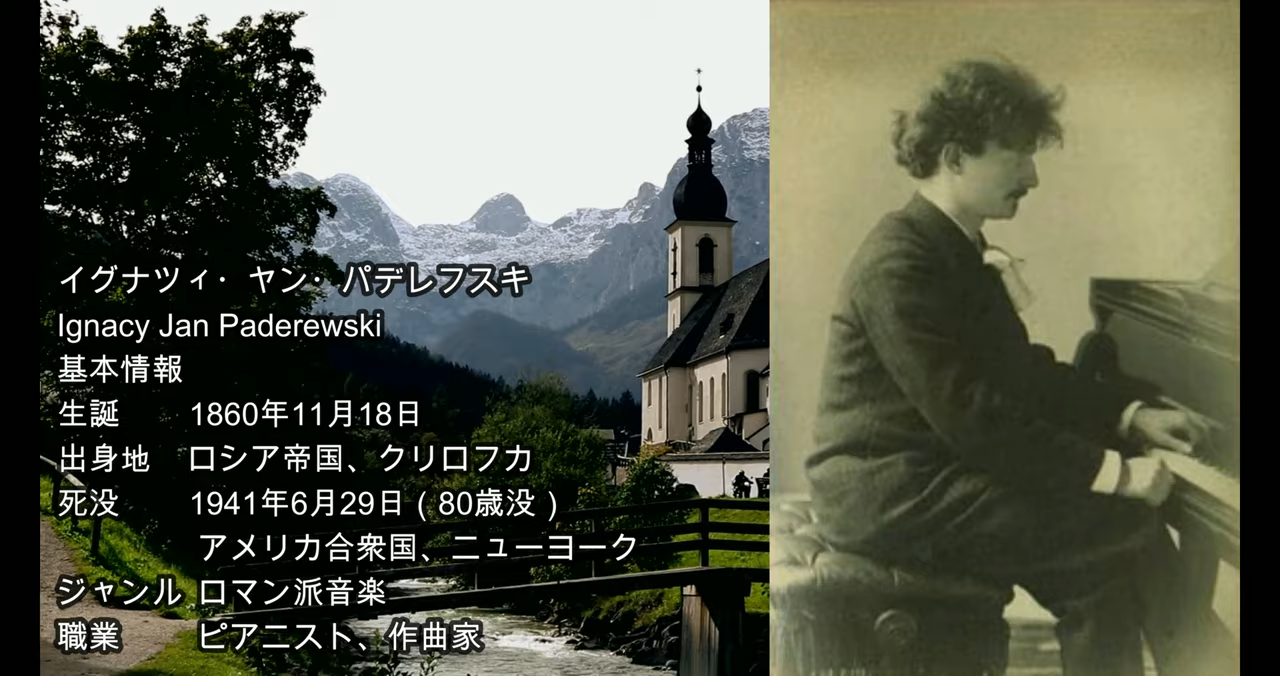 イグナツィ・ヤン・パデレフスキ
Ignacy Jan Paderewski
基本情報
生誕 1860年11月18日
出身地 ロシア帝国、クリロフカ
死没 1941年6月29日（80歳没）
アメリカ合衆国、ニューヨーク
ジャンル ロマン派音楽
職業 ピアニスト、作曲家